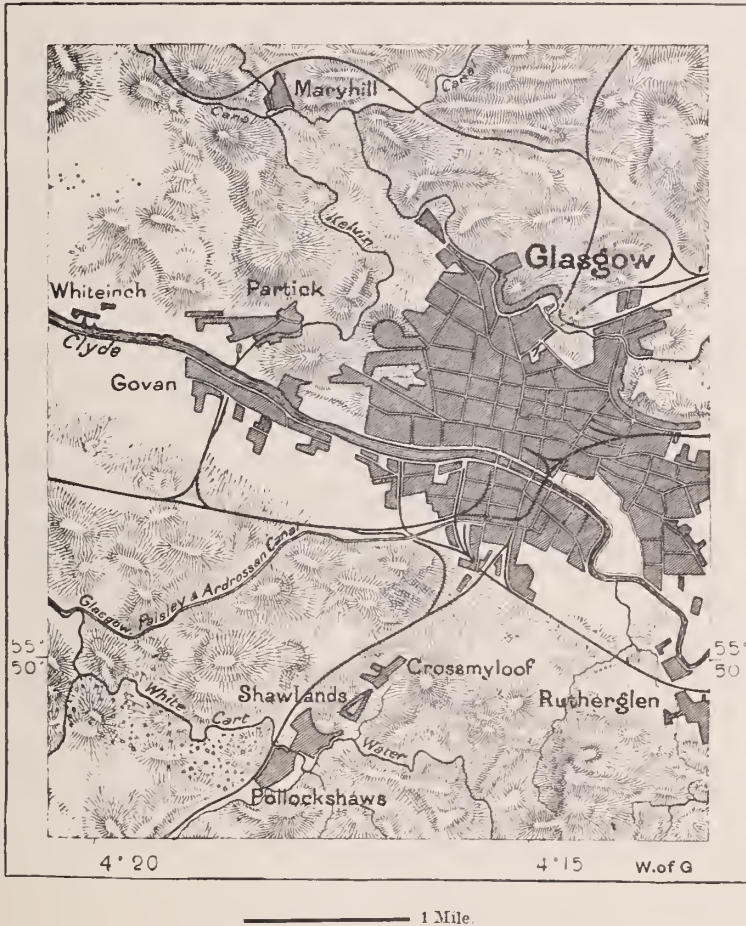 Maryhill
Canal
Canal
Kelvin
Glasgow
Whiteinch
Partick
Clyde
Govan
Glasgow, Paisley & Ardrossan Canal
55°
50'
55°
50
Crossmyloof
Shawlands
Rutherglen
White
Cart
Water
Pollockshaws
4°20
4°15
W. of G
1 Mile.